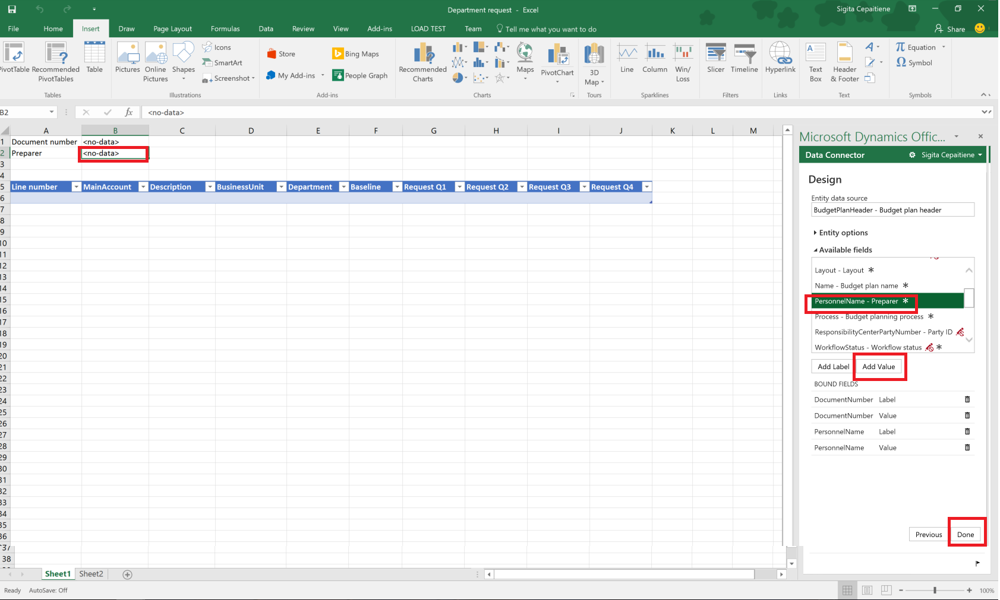 Department request - Excel
Sigita Cepaitiene
File Home Insert Draw Page Layout Formulas Data Review View Add-ins LOAD TEST Team Tell me what you want to do Share
PivotTable Recommended PivotTables Table
Tables
Pictures Online Pictures Shapes Icons SmartArt Screenshot
Illustrations
Store Bing Maps
My Add-ins People Graph
Add-ins
Recommended Charts Maps PivotChart
Charts
3D Map
Tours
Line Column Win/ Loss
Sparklines
Slicer Timeline
Filters
Hyperlink
Links
Text Box Header & Footer
Text
Equation
Symbol
Symbols
B2 fx <no-data>
A B C D E F G H I J K L M
1 Document number <no-data>
2 Preparer <no-data>
3
4
5 Line number MainAccount Description BusinessUnit Department Baseline Request Q1 Request Q2 Request Q3 Request Q4
6
7
8
9
10
11
12
13
14
15
16
17
18
19
20
21
22
23
24
25
26
27
28
29
30
31
32
33
34
35
36
37
38
Microsoft Dynamics Offic...
Data Connector Sigita Cepaitiene
Design
Entity data source
BudgetPlanHeader - Budget plan header
Entity options
Available fields
Layout - Layout *
Name - Budget plan name *
PersonnelName - Preparer *
Process - Budget planning process *
ResponsibilityCenterPartyNumber - Party ID
WorkflowStatus - Workflow status *
Add Label Add Value
BOUND FIELDS
DocumentNumber Label
DocumentNumber Value
PersonnelName Label
PersonnelName Value
Previous Done
Sheet1 Sheet2
Ready AutoSave: Off 100%